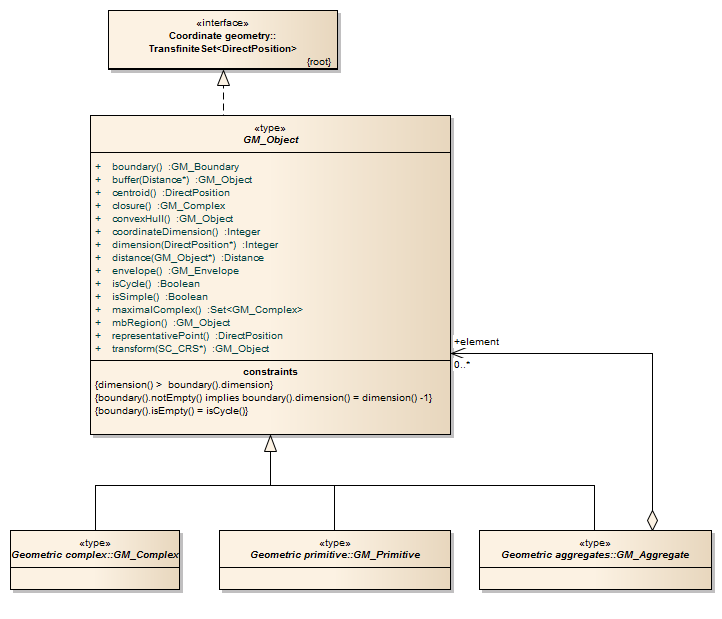 «interface»
Coordinate geometry::
TransfiniteSet<DirectPosition>
{root}
«type»
GM_Object
+ boundary() :GM_Boundary
+ buffer(Distance*) :GM_Object
+ centroid() :DirectPosition
+ closure() :GM_Complex
+ convexHull() :GM_Object
+ coordinateDimension() :Integer
+ dimension(DirectPosition*) :Integer
+ distance(GM_Object*) :Distance
+ envelope() :GM_Envelope
+ isCycle() :Boolean
+ isSimple() :Boolean
+ maximalComplex() :Set<GM_Complex>
+ mbRegion() :GM_Object
+ representativePoint() :DirectPosition
+ transform(SC_CRS*) :GM_Object
constraints
{dimension() > boundary().dimension}
{boundary().notEmpty() implies boundary().dimension() = dimension() -1}
{boundary().isEmpty() = isCycle()}
+element
0..*
«type»
Geometric complex::GM_Complex
«type»
Geometric primitive::GM_Primitive
«type»
Geometric aggregates::GM_Aggregate